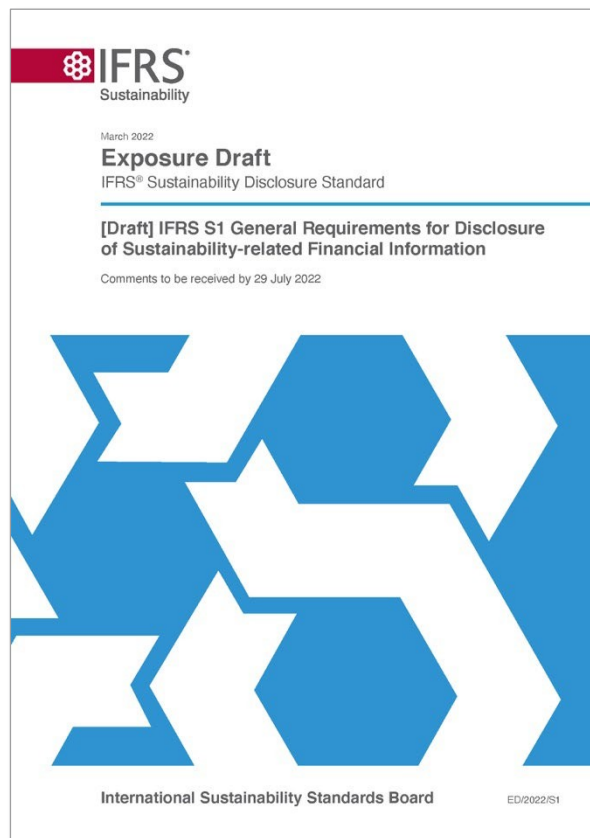 IFRS®
Sustainability
March 2022
Exposure Draft
IFRS® Sustainability Disclosure Standard
[Draft] IFRS S1 General Requirements for Disclosure
of Sustainability-related Financial Information
Comments to be received by 29 July 2022
International Sustainability Standards Board
ED/2022/S1